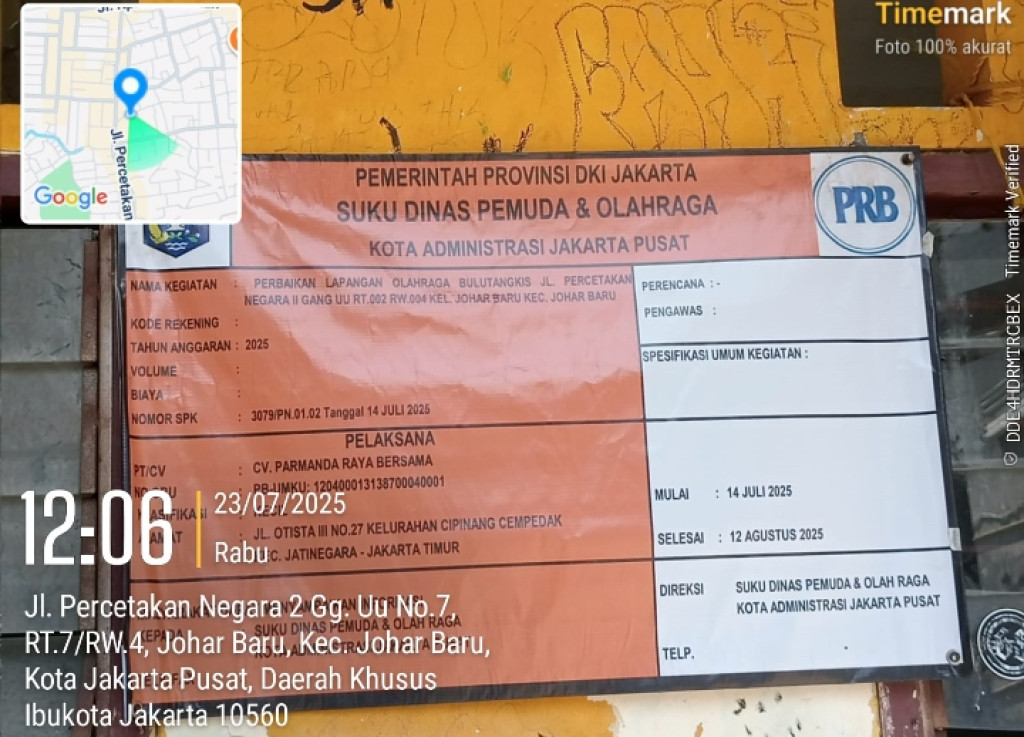 Timemark
Foto 100% akurat
Jl. Percetakan
Google
PEMERINTAH PROVINSI DKI JAKARTA
SUKU DINAS PEMUDA & OLAHRAGA
KOTA ADMINISTRASI JAKARTA PUSAT
PRB
NAMA KEGIATAN : PERBAIKAN LAPANGAN OLAHRAGA BULUTANGKIS JL. PERCETAKAN
NEGARA II GANG UU RT.002 RW.004 KEL. JOHAR BARU KEC. JOHAR BARU
KODE REKENING :
TAHUN ANGGARAN : 2025
VOLUME :
BIAYA :
NOMOR SPK : 3079/PN.01.02 Tanggal 14 JULI 2025
PERENCANA : -
PENGAWAS :
SPESIFIKASI UMUM KEGIATAN :
PELAKSANA
PT/CV : CV. PARMANDA RAYA BERSAMA
PB-UMKU: 120400013138700040001
KECIL
JL. OTISTA III NO.27 KELURAHAN CIPINANG CEMPEDAK
KEC. JATINEGARA - JAKARTA TIMUR
MULAI : 14 JULI 2025
SELESAI : 12 AGUSTUS 2025
SUKU DINAS PEMUDA & OLAH RAGA
DIREKSI SUKU DINAS PEMUDA & OLAH RAGA
KOTA ADMINISTRASI JAKARTA PUSAT
TELP.
12:06
23/07/2025
Rabu
Jl. Percetakan Negara 2 Gg. Uu No.7,
RT.7/RW.4, Johar Baru, Kec. Johar Baru,
Kota Jakarta Pusat, Daerah Khusus
Ibukota Jakarta 10560
DDE4HDRMTRCBEX Timemark Verified